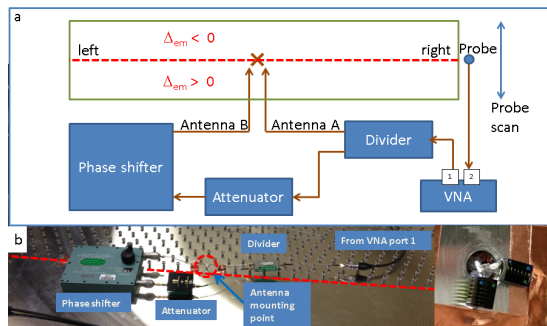 a
Δem < 0
left
right
Probe
Δem > 0
Probe
scan
Antenna B
Antenna A
Phase shifter
Divider
Attenuator
1
2
VNA
b
Divider
From VNA port 1
Phase shifter
Attenuator
Antenna
mounting
point